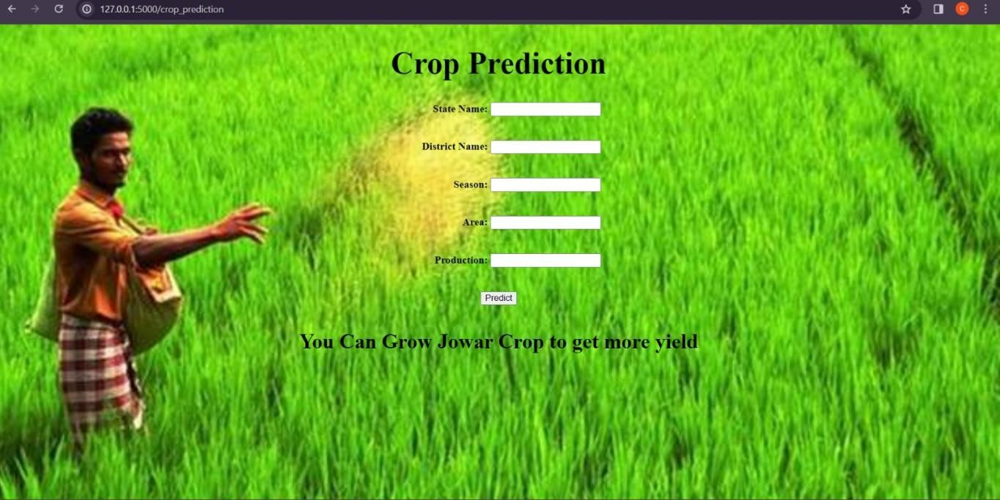 127.0.0.1:5000/crop_prediction
C
Crop Prediction
State Name:
District Name:
Season:
Area:
Production:
Predict
You Can Grow Jowar Crop to get more yield